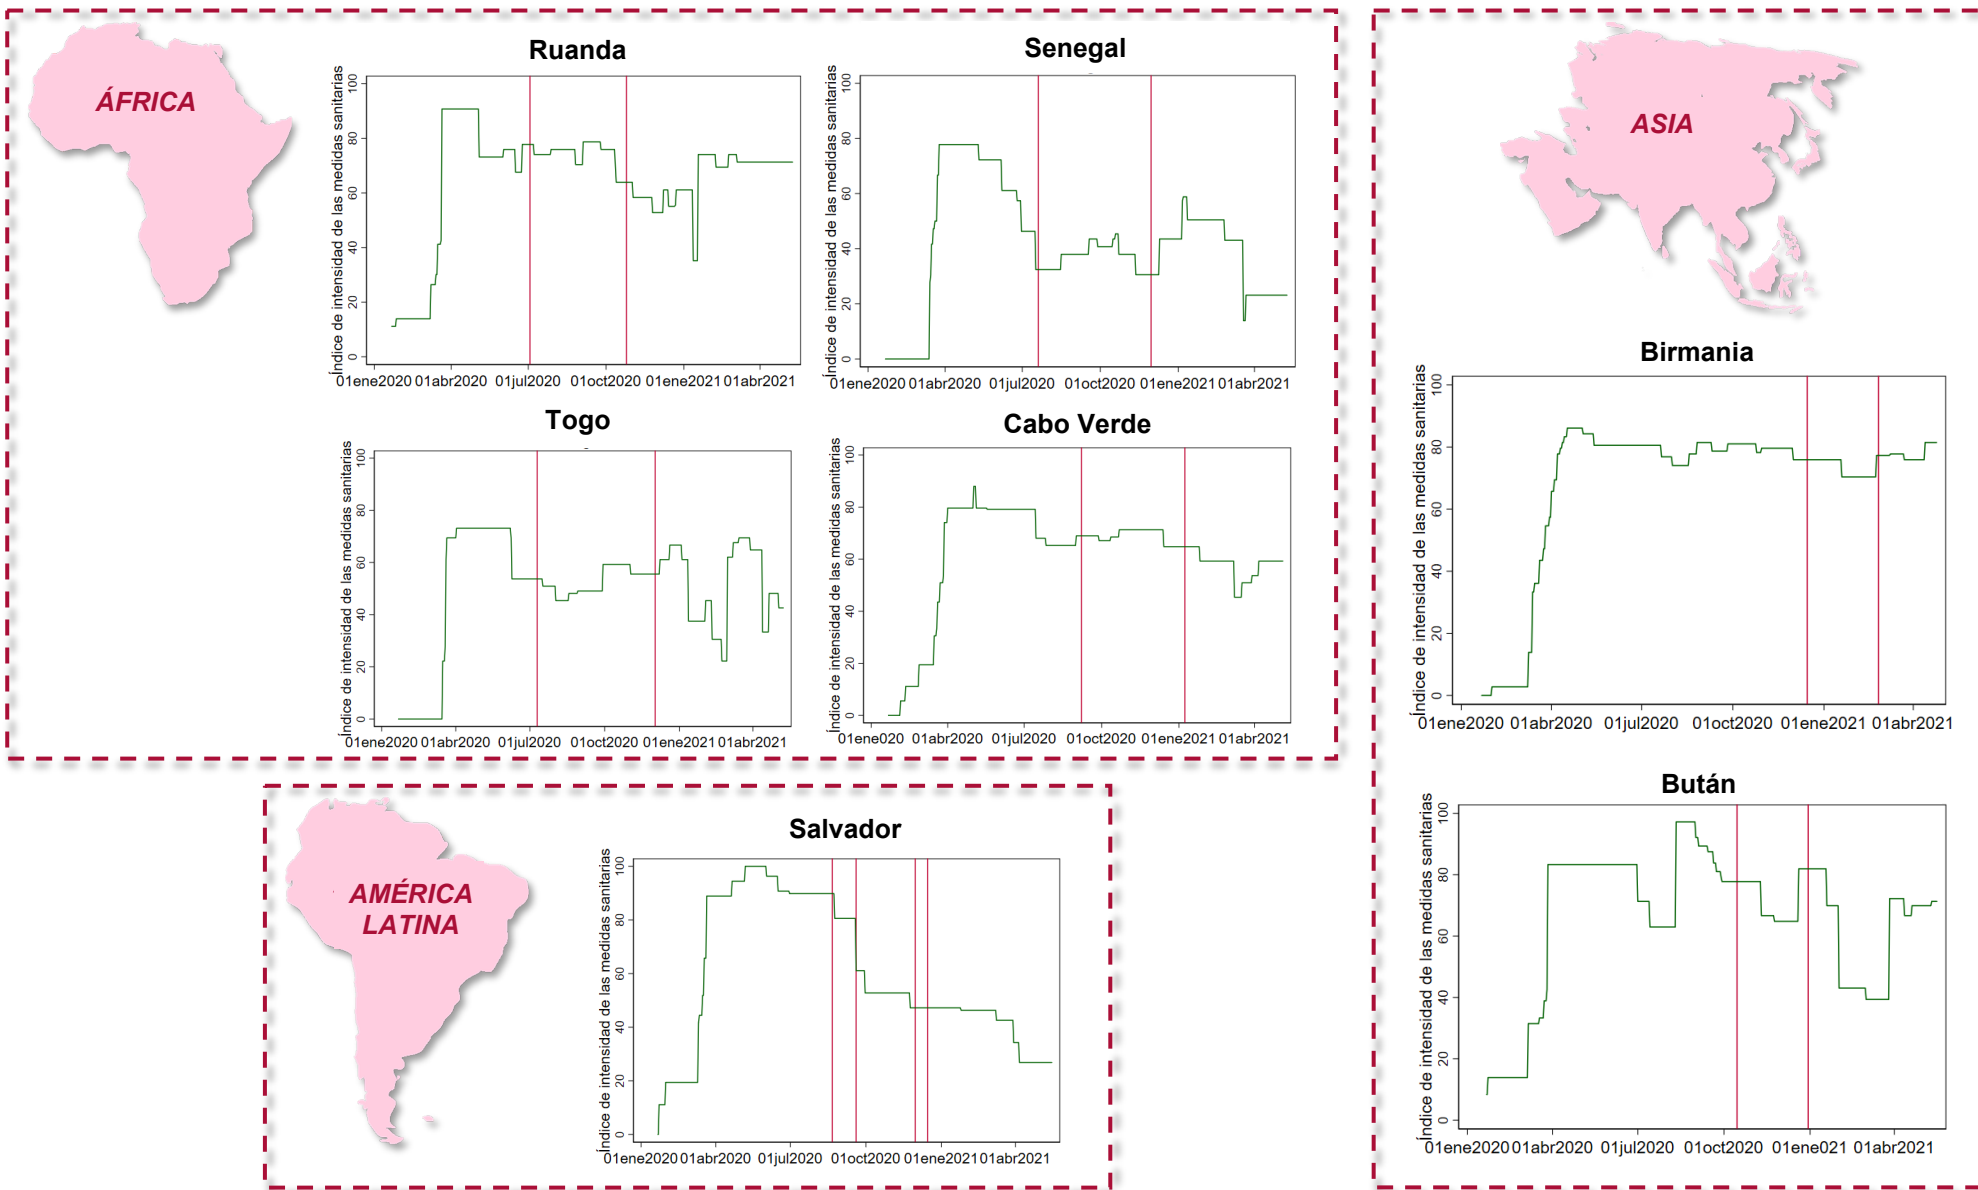 ÁFRICA
Ruanda
Índice de intensidad de las medidas sanitarias
0 20 40 60 80 100
01ene2020 01abr2020 01jul2020 01oct2020 01ene2021 01abr2021
Senegal
Índice de intensidad de las medidas sanitarias
0 20 40 60 80 100
01ene2020 01abr2020 01jul2020 01oct2020 01ene2021 01abr2021
Togo
Índice de intensidad de las medidas sanitarias
0 20 40 60 80 100
01ene2020 01abr2020 01jul2020 01oct2020 01ene2021 01abr2021
Cabo Verde
Índice de intensidad de las medidas sanitarias
0 20 40 60 80 100
01ene020 01abr2020 01jul2020 01oct2020 01ene2021 01abr2021
AMÉRICA
LATINA
Salvador
Índice de intensidad de las medidas sanitarias
0 20 40 60 80 100
01ene2020 01abr2020 01jul2020 01oct2020 01ene2021 01abr2021
ASIA
Birmania
Índice de intensidad de las medidas sanitarias
0 20 40 60 80 100
01ene2020 01abr2020 01jul2020 01oct2020 01ene2021 01abr2021
Bután
Índice de intensidad de las medidas sanitarias
0 20 40 60 80 100
01ene2020 01abr2020 01jul2020 01oct2020 01ene2021 01abr2021